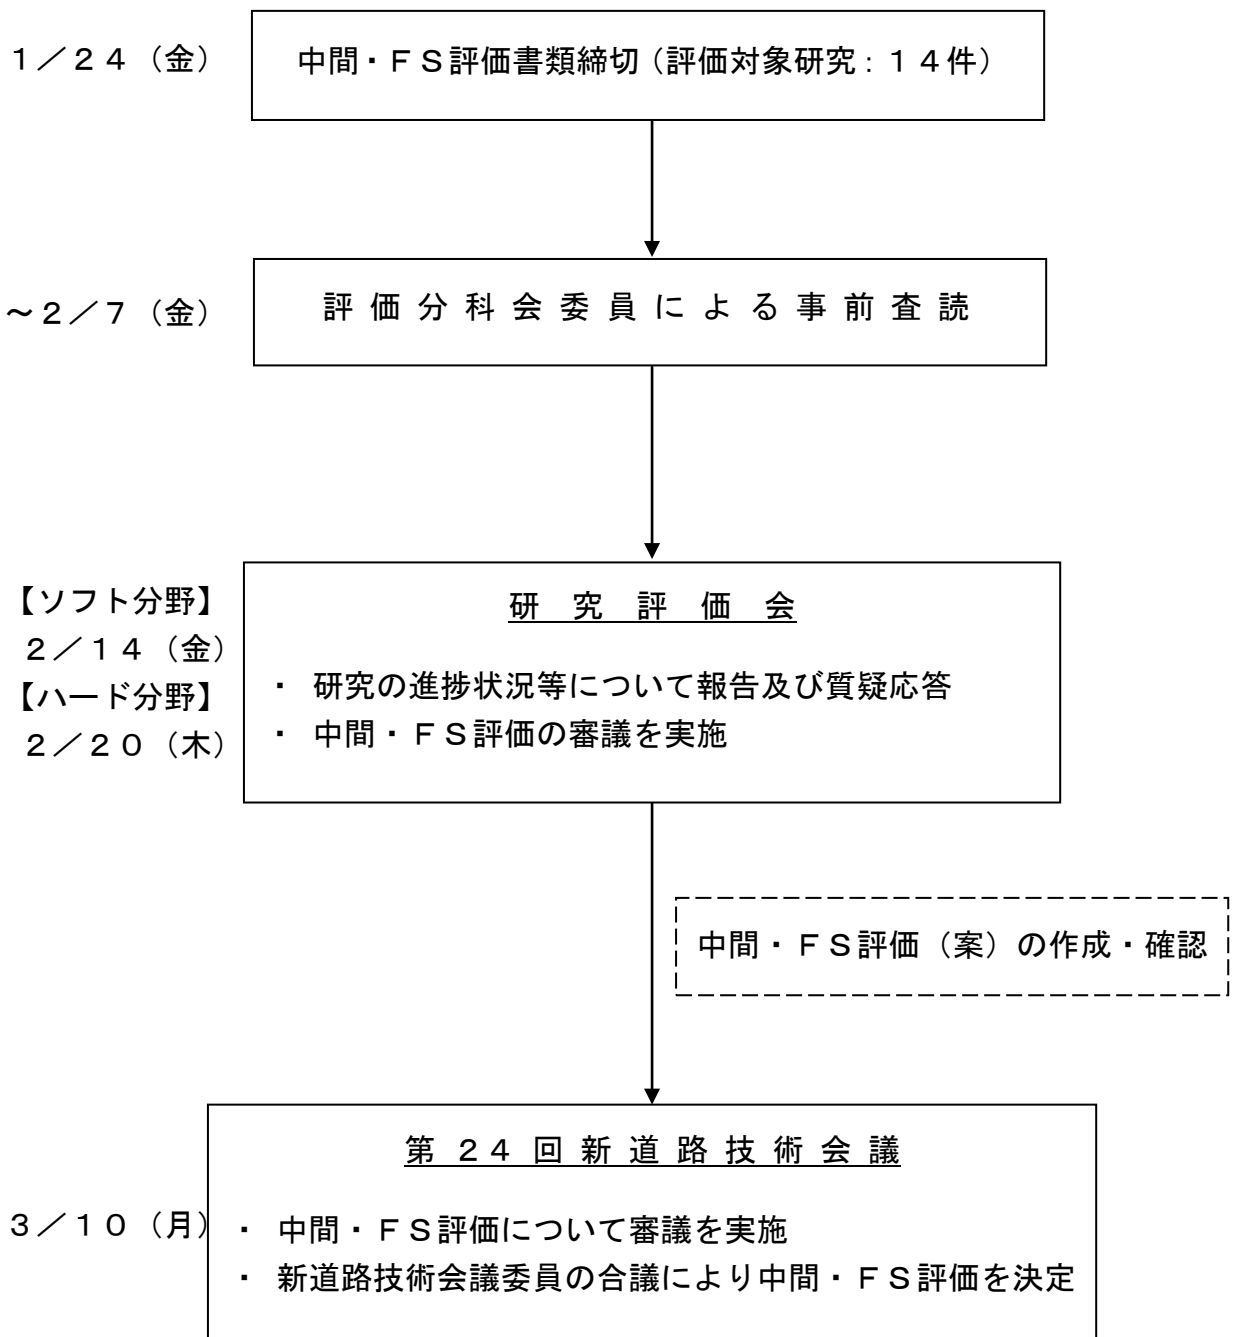 １／２４（金）
中間・ＦＳ評価書類締切（評価対象研究：１４件）
～２／７（金）
評価分科会委員による事前査読
【ソフト分野】
２／１４（金）
【ハード分野】
２／２０（木）
研究評価会
・ 研究の進捗状況等について報告及び質疑応答
・ 中間・ＦＳ評価の審議を実施
中間・ＦＳ評価（案）の作成・確認
第２４回新道路技術会議
３／１０（月）
・ 中間・ＦＳ評価について審議を実施
・ 新道路技術会議委員の合議により中間・ＦＳ評価を決定